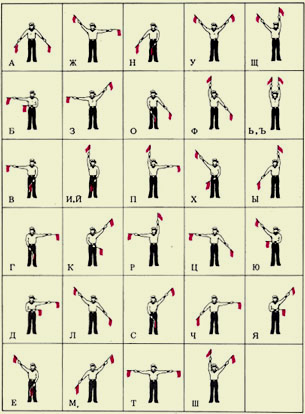 А Ж Н У Щ
Б З О Ф Ь,Ъ
В И,Й П Х Ы
Г К Р Ц Ю
Д Л С Ч Я
Е М, Т Ш